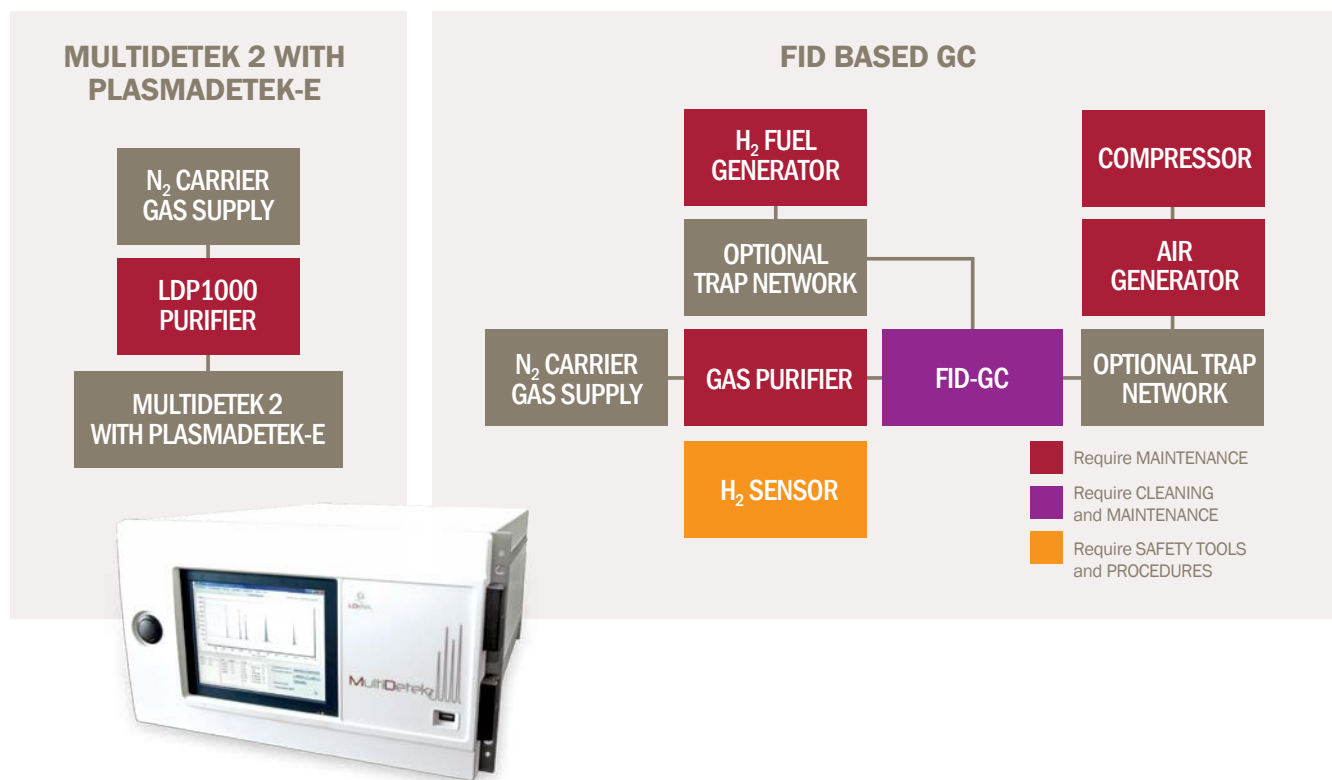 MULTIDETEK 2 WITH
PLASMADETEK-E
N₂ CARRIER
GAS SUPPLY
LDP1000
PURIFIER
MULTIDETEK 2
WITH PLASMADETEK-E
FID BASED GC
H₂ FUEL
GENERATOR
COMPRESSOR
OPTIONAL
TRAP NETWORK
AIR
GENERATOR
N₂ CARRIER
GAS SUPPLY
GAS PURIFIER
FID-GC
OPTIONAL TRAP
NETWORK
H₂ SENSOR
Require MAINTENANCE
Require CLEANING
and MAINTENANCE
Require SAFETY TOOLS
and PROCEDURES
LDetek
MultiDetek2